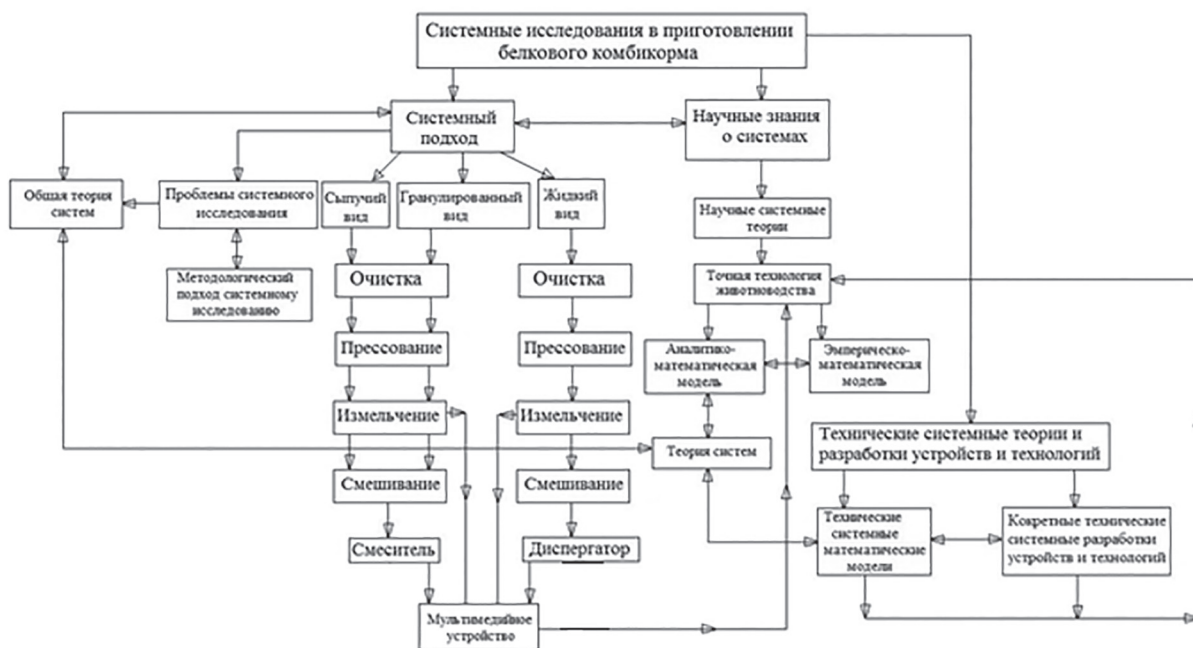 Системные исследования в приготовлении
белкового комбикорма
Системный
подход
Научные знания
о системах
Общая теория
систем
Проблемы системного
исследования
Сыпучий
вид
Гранулированный
вид
Жидкий
вид
Научные системные
теории
Методологический
подход системному
исследованию
Очистка
Очистка
Точная технология
животноводства
Прессование
Прессование
Аналитико-
математическая
модель
Эмперическо-
математическая
модель
Измельчение
Измельчение
Теория систем
Технические системные теории и
разработки устройств и технологий
Смешивание
Смешивание
Технические
системные
математические
модели
Кокретные технические
системные разработки
устройств и технологий
Смеситель
Диспергатор
Мультимедийное
устройство